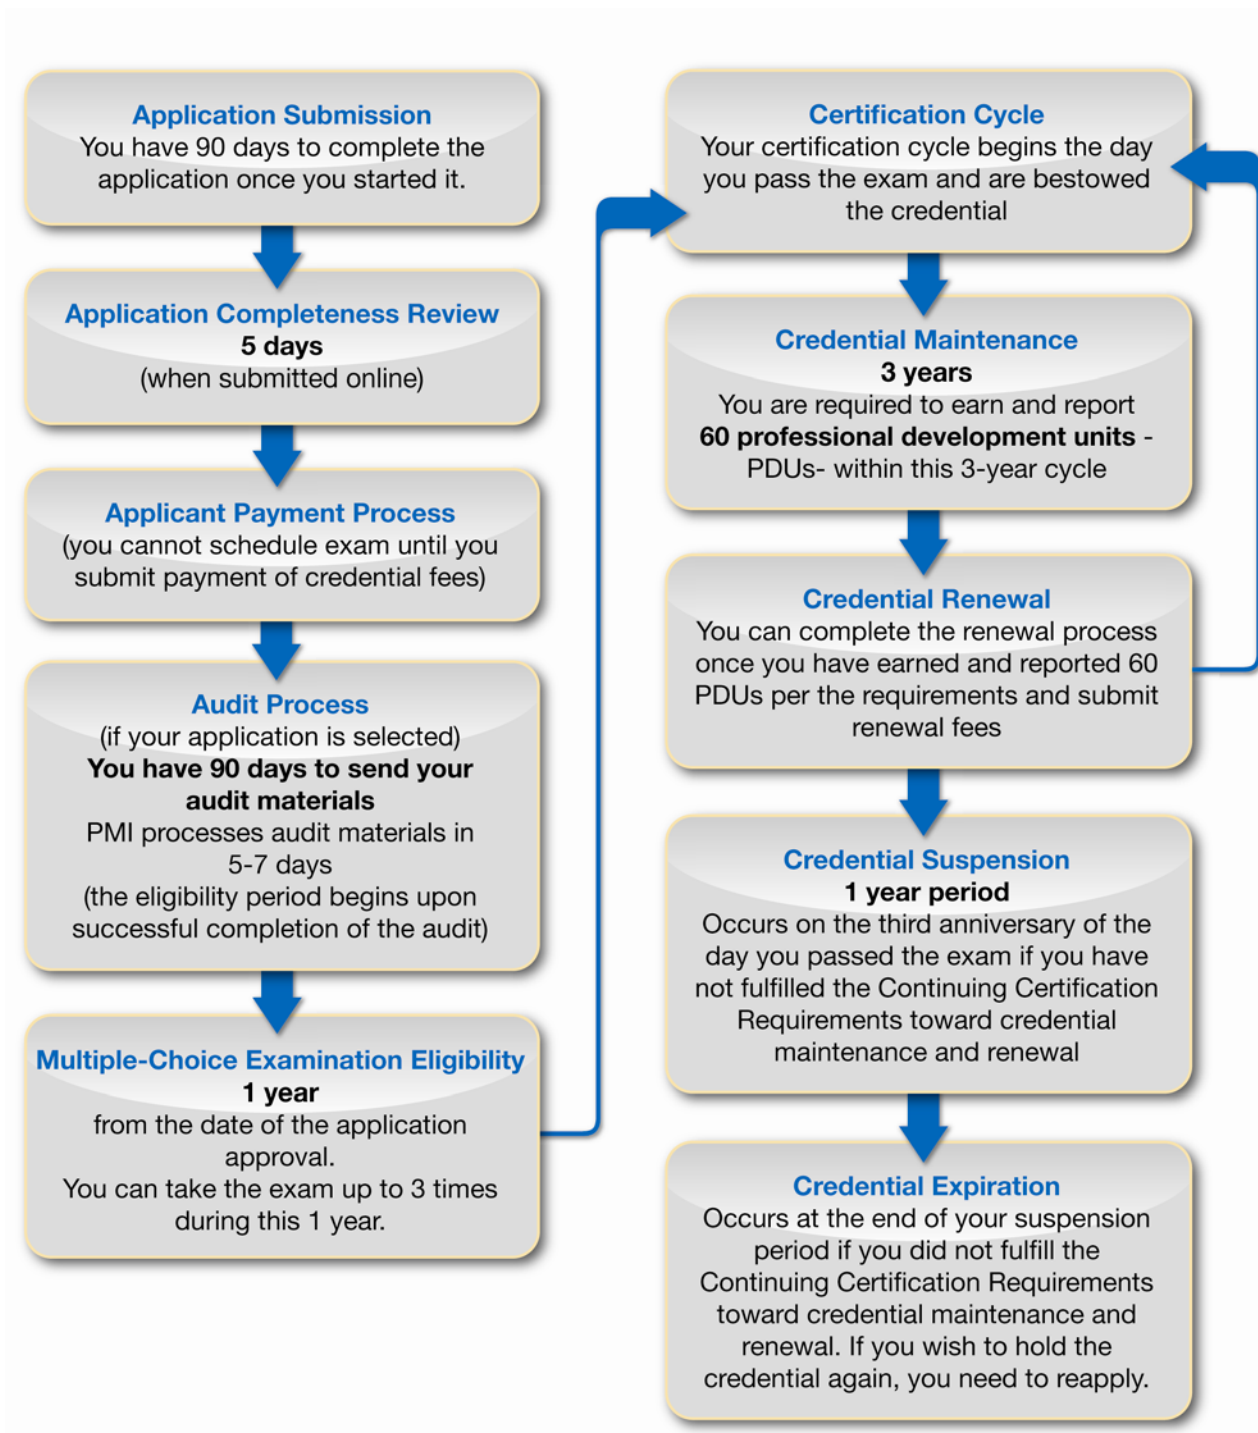 Application Submission
You have 90 days to complete the
application once you started it.
Application Completeness Review
5 days
(when submitted online)
Applicant Payment Process
(you cannot schedule exam until you
submit payment of credential fees)
Audit Process
(if your application is selected)
You have 90 days to send your
audit materials
PMI processes audit materials in
5-7 days
(the eligibility period begins upon
successful completion of the audit)
Multiple-Choice Examination Eligibility
1 year
from the date of the application
approval.
You can take the exam up to 3 times
during this 1 year.
Certification Cycle
Your certification cycle begins the day
you pass the exam and are bestowed
the credential
Credential Maintenance
3 years
You are required to earn and report
60 professional development units -
PDUs- within this 3-year cycle
Credential Renewal
You can complete the renewal process
once you have earned and reported 60
PDUs per the requirements and submit
renewal fees
Credential Suspension
1 year period
Occurs on the third anniversary of the
day you passed the exam if you have
not fulfilled the Continuing Certification
Requirements toward credential
maintenance and renewal
Credential Expiration
Occurs at the end of your suspension
period if you did not fulfill the
Continuing Certification Requirements
toward credential maintenance and
renewal. If you wish to hold the
credential again, you need to reapply.